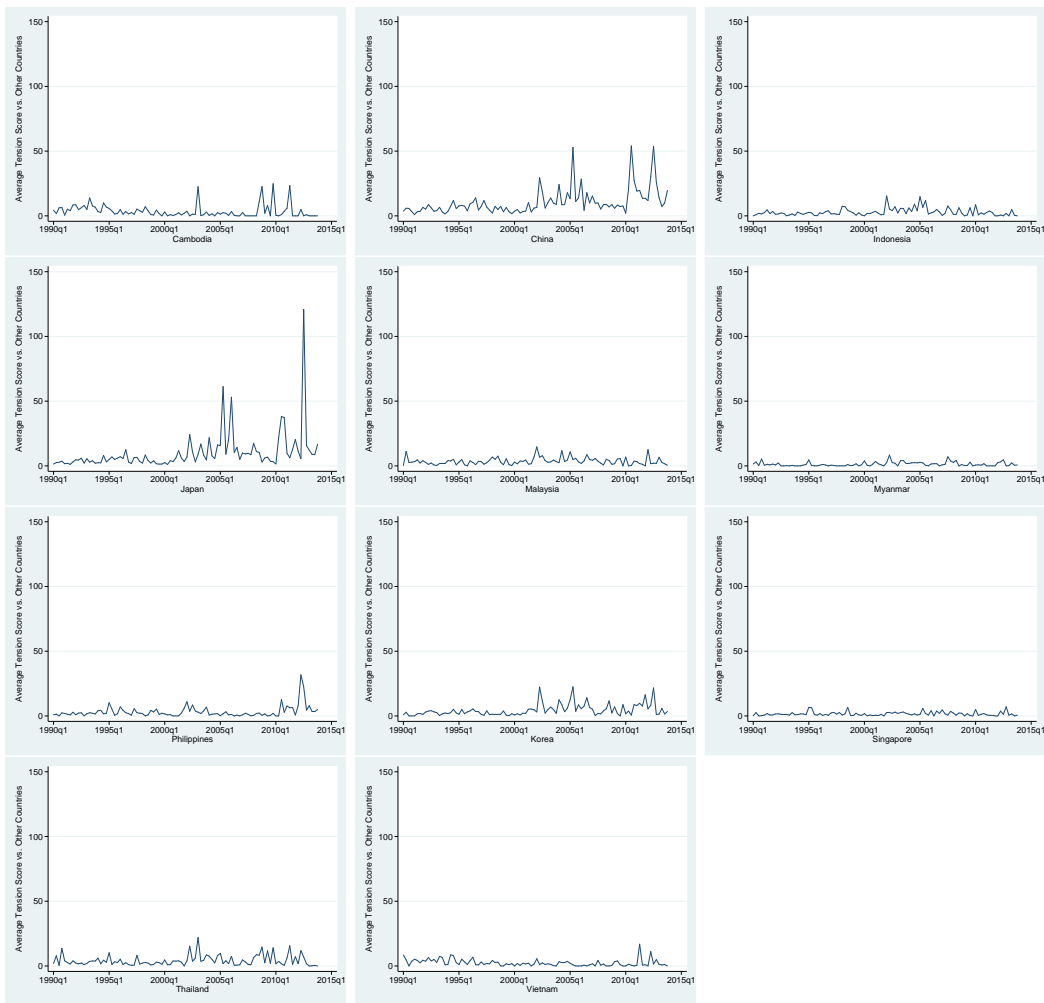 Average Tension Score vs. Other Countries
150
100
50
0
1990q1 1995q1 2000q1 2005q1 2010q1 2015q1
Cambodia
Average Tension Score vs. Other Countries
150
100
50
0
1990q1 1995q1 2000q1 2005q1 2010q1 2015q1
China
Average Tension Score vs. Other Countries
150
100
50
0
1990q1 1995q1 2000q1 2005q1 2010q1 2015q1
Indonesia
Average Tension Score vs. Other Countries
150
100
50
0
1990q1 1995q1 2000q1 2005q1 2010q1 2015q1
Japan
Average Tension Score vs. Other Countries
150
100
50
0
1990q1 1995q1 2000q1 2005q1 2010q1 2015q1
Malaysia
Average Tension Score vs. Other Countries
150
100
50
0
1990q1 1995q1 2000q1 2005q1 2010q1 2015q1
Myanmar
Average Tension Score vs. Other Countries
150
100
50
0
1990q1 1995q1 2000q1 2005q1 2010q1 2015q1
Philippines
Average Tension Score vs. Other Countries
150
100
50
0
1990q1 1995q1 2000q1 2005q1 2010q1 2015q1
Korea
Average Tension Score vs. Other Countries
150
100
50
0
1990q1 1995q1 2000q1 2005q1 2010q1 2015q1
Singapore
Average Tension Score vs. Other Countries
150
100
50
0
1990q1 1995q1 2000q1 2005q1 2010q1 2015q1
Thailand
Average Tension Score vs. Other Countries
150
100
50
0
1990q1 1995q1 2000q1 2005q1 2010q1 2015q1
Vietnam